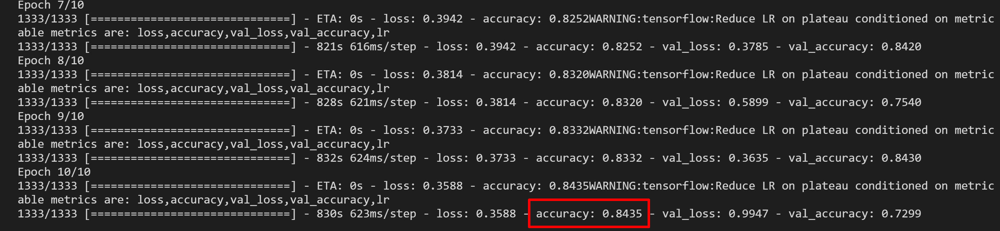 Epoch 7/10
1333/1333 [==============================] - ETA: 0s - loss: 0.3942 - accuracy: 0.8252WARNING:tensorflow:Reduce LR on plateau conditioned on metric
able metrics are: loss,accuracy,val_loss,val_accuracy,lr
1333/1333 [==============================] - 821s 616ms/step - loss: 0.3942 - accuracy: 0.8252 - val_loss: 0.3785 - val_accuracy: 0.8420
Epoch 8/10
1333/1333 [==============================] - ETA: 0s - loss: 0.3814 - accuracy: 0.8320WARNING:tensorflow:Reduce LR on plateau conditioned on metric
able metrics are: loss,accuracy,val_loss,val_accuracy,lr
1333/1333 [==============================] - 828s 621ms/step - loss: 0.3814 - accuracy: 0.8320 - val_loss: 0.5899 - val_accuracy: 0.7540
Epoch 9/10
1333/1333 [==============================] - ETA: 0s - loss: 0.3733 - accuracy: 0.8332WARNING:tensorflow:Reduce LR on plateau conditioned on metric
able metrics are: loss,accuracy,val_loss,val_accuracy,lr
1333/1333 [==============================] - 832s 624ms/step - loss: 0.3733 - accuracy: 0.8332 - val_loss: 0.3635 - val_accuracy: 0.8430
Epoch 10/10
1333/1333 [==============================] - ETA: 0s - loss: 0.3588 - accuracy: 0.8435WARNING:tensorflow:Reduce LR on plateau conditioned on metric
able metrics are: loss,accuracy,val_loss,val_accuracy,lr
1333/1333 [==============================] - 830s 623ms/step - loss: 0.3588 - accuracy: 0.8435 - val_loss: 0.9947 - val_accuracy: 0.7299